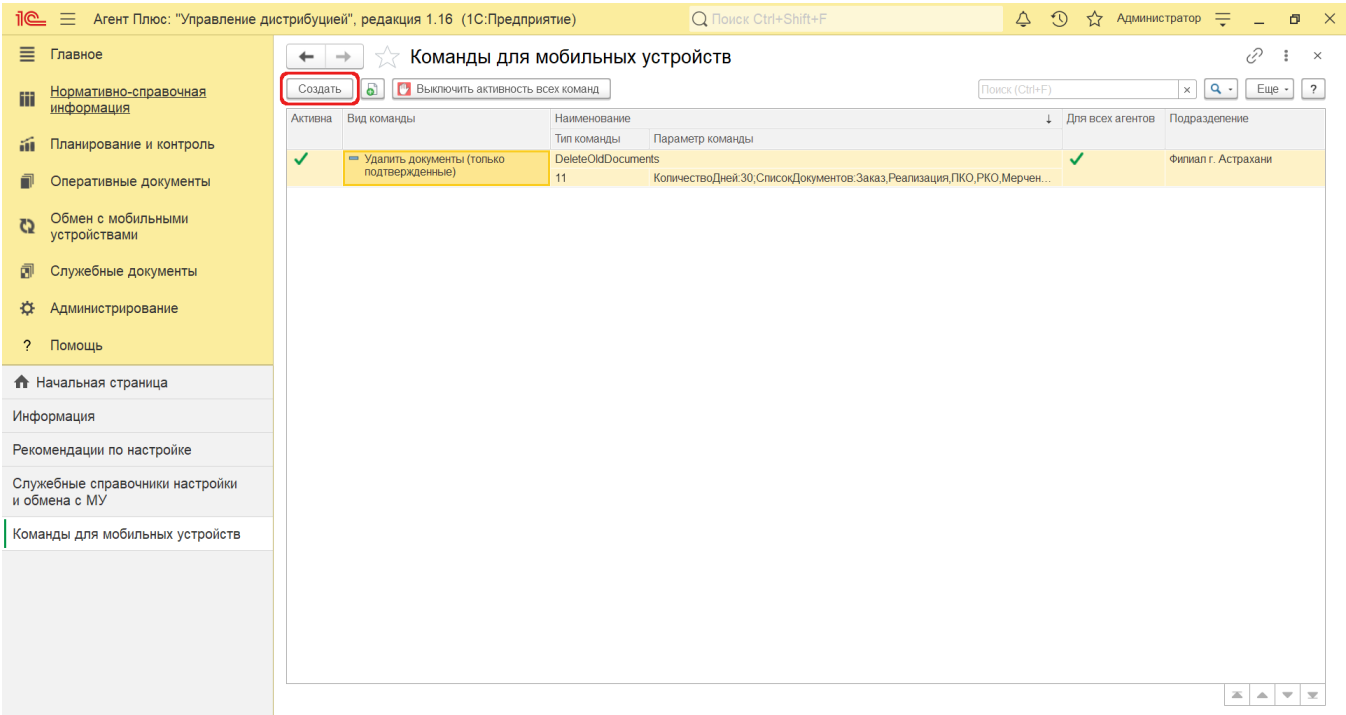 1С Агент Плюс: "Управление дистрибуцией", редакция 1.16 (1С:Предприятие) Поиск Ctrl+Shift+F Администратор
Главное
Нормативно-справочная
информация
Планирование и контроль
Оперативные документы
Обмен с мобильными
устройствами
Служебные документы
Администрирование
? Помощь
Начальная страница
Информация
Рекомендации по настройке
Служебные справочники настройки
и обмена с МУ
Команды для мобильных устройств
Команды для мобильных устройств
Создать Выключить активность всех команд Поиск (Ctrl+F) × Еще ?
Активна Вид команды Наименование ↓ Для всех агентов Подразделение
Тип команды Параметр команды
Удалить документы (только DeleteOldDocuments Филиал г. Астрахани
подтвержденные) 11 КоличествоДней:30;СписокДокументов:Заказ,Реализация,ПКО,РКО,Мерчен...